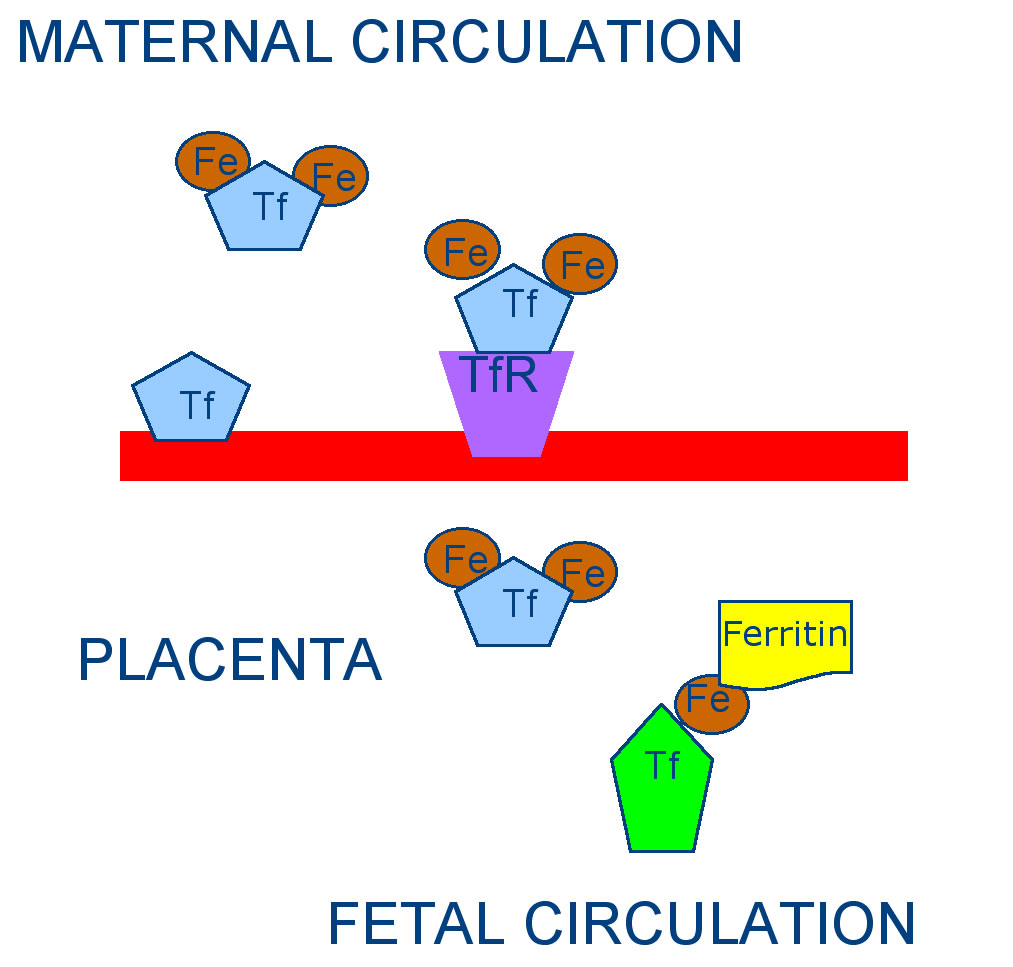 MATERNAL CIRCULATION
Fe
Fe
Tf
Fe
Fe
Tf
TfR
Tf
Fe
Fe
Tf
Ferritin
PLACENTA
Fe
Tf
FETAL CIRCULATION